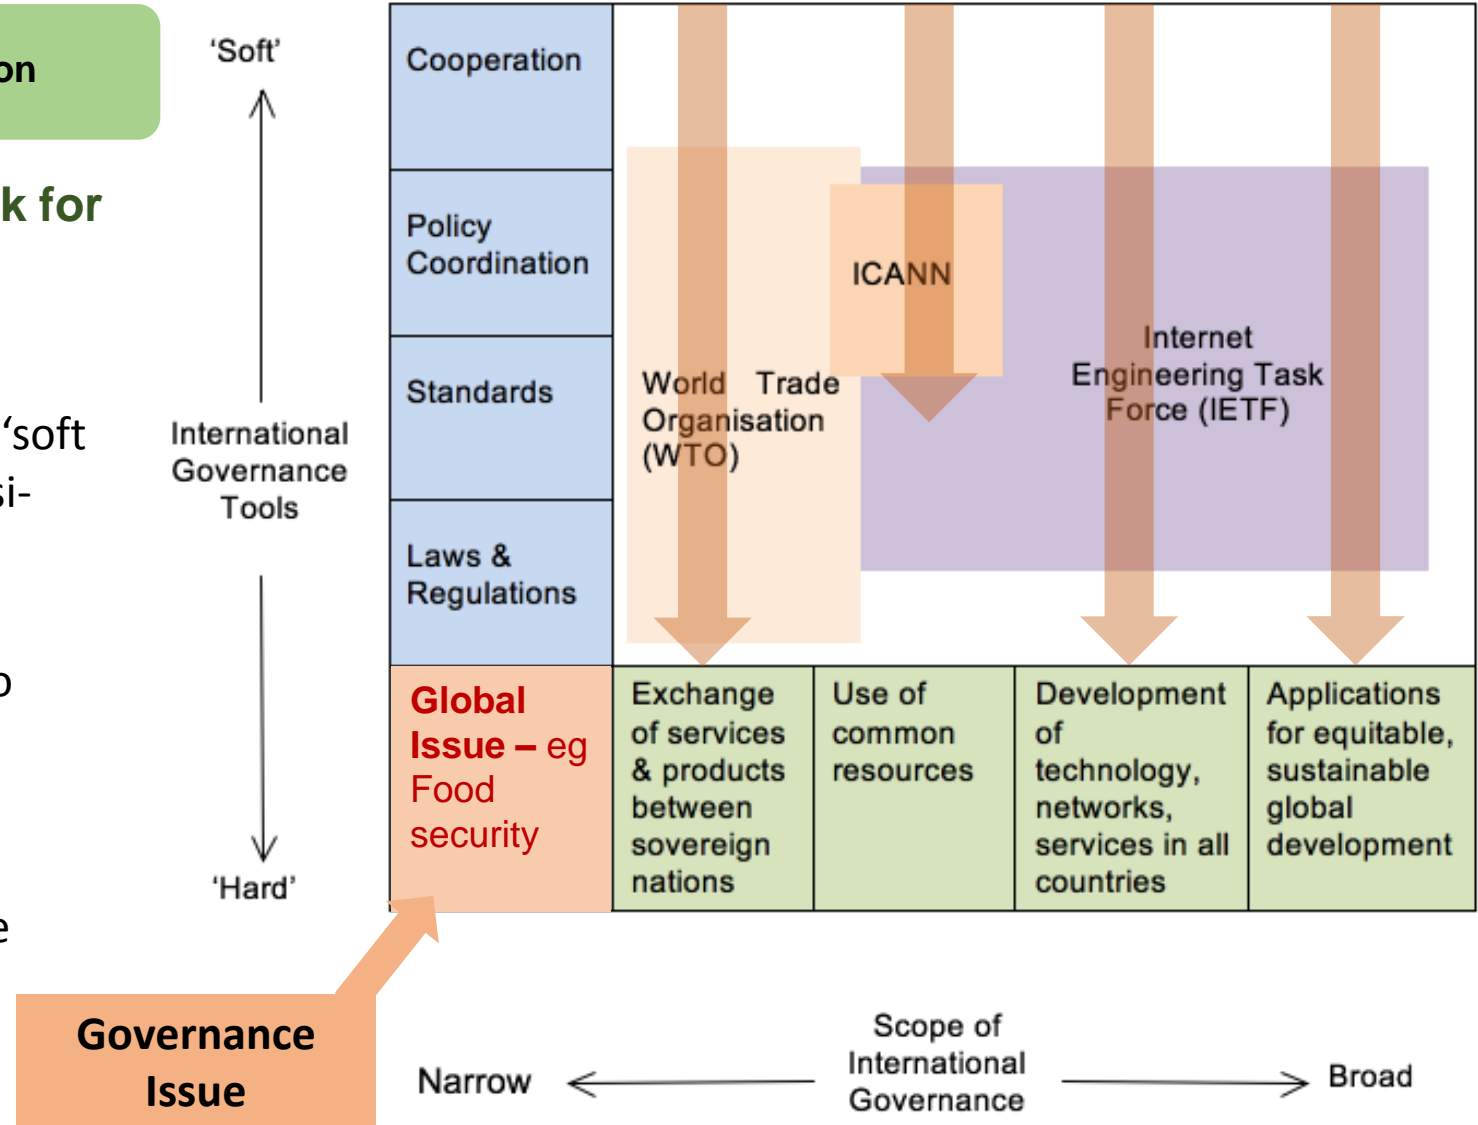 on
k for
‘soft
si-
o
e
‘Soft’
International
Governance
Tools
‘Hard’
Cooperation
Policy
Coordination
Standards
Laws &
Regulations
World Trade
Organisation
(WTO)
ICANN
Internet
Engineering Task
Force (IETF)
Global
Issue – eg
Food
security
Exchange
of services
& products
between
sovereign
nations
Use of
common
resources
Development
of
technology,
networks,
services in all
countries
Applications
for equitable,
sustainable
global
development
Governance
Issue
Narrow
Scope of
International
Governance
Broad